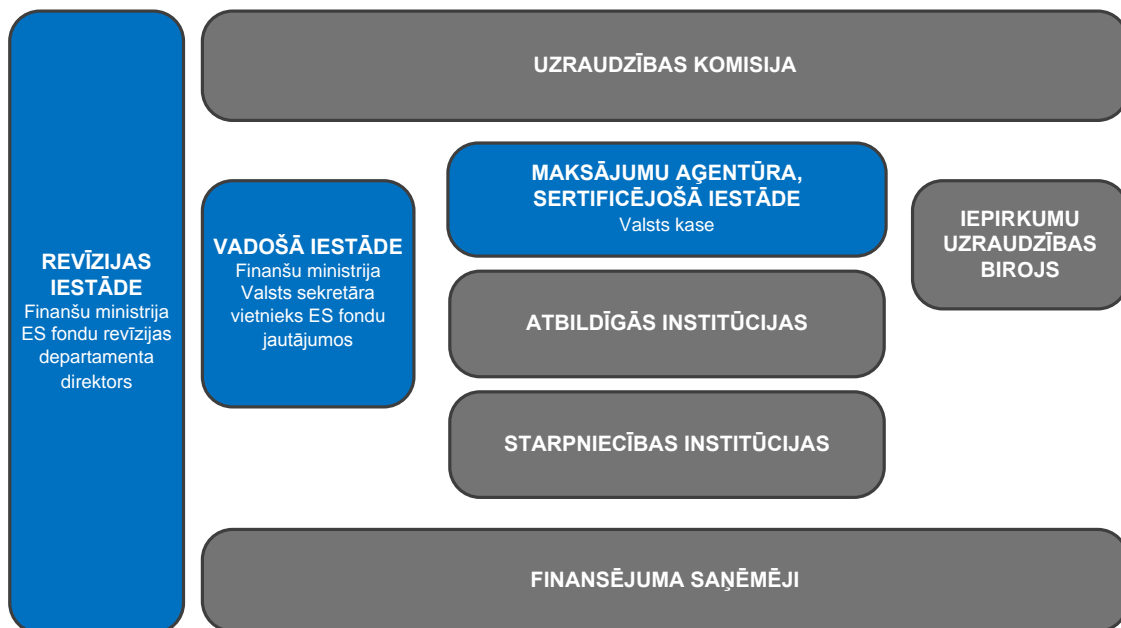 UZRAUDZĪBAS KOMISIJA
REVĪZIJAS
IESTĀDE
Finanšu ministrija
ES fondu revīzijas
departamenta
direktors
VADOŠĀ IESTĀDE
Finanšu ministrija
Valsts sekretāra
vietnieks ES fondu
jautājumos
MAKSĀJUMU AĢENTŪRA,
SERTIFICĒJOŠĀ IESTĀDE
Valsts kase
ATBILDĪGĀS INSTITŪCIJAS
STARPNIECĪBAS INSTITŪCIJAS
IEPIRKUMU
UZRAUDZĪBAS
BIROJS
FINANSĒJUMA SAŅĒMĒJI